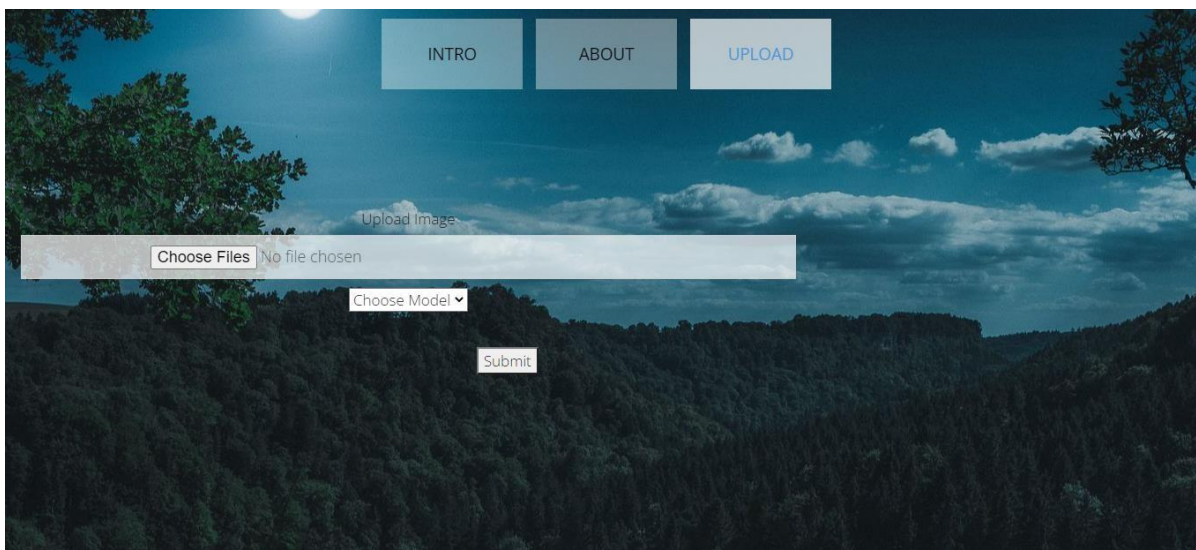 INTRO ABOUT UPLOAD
Upload Image
Choose Files No file chosen
Choose Model
Submit